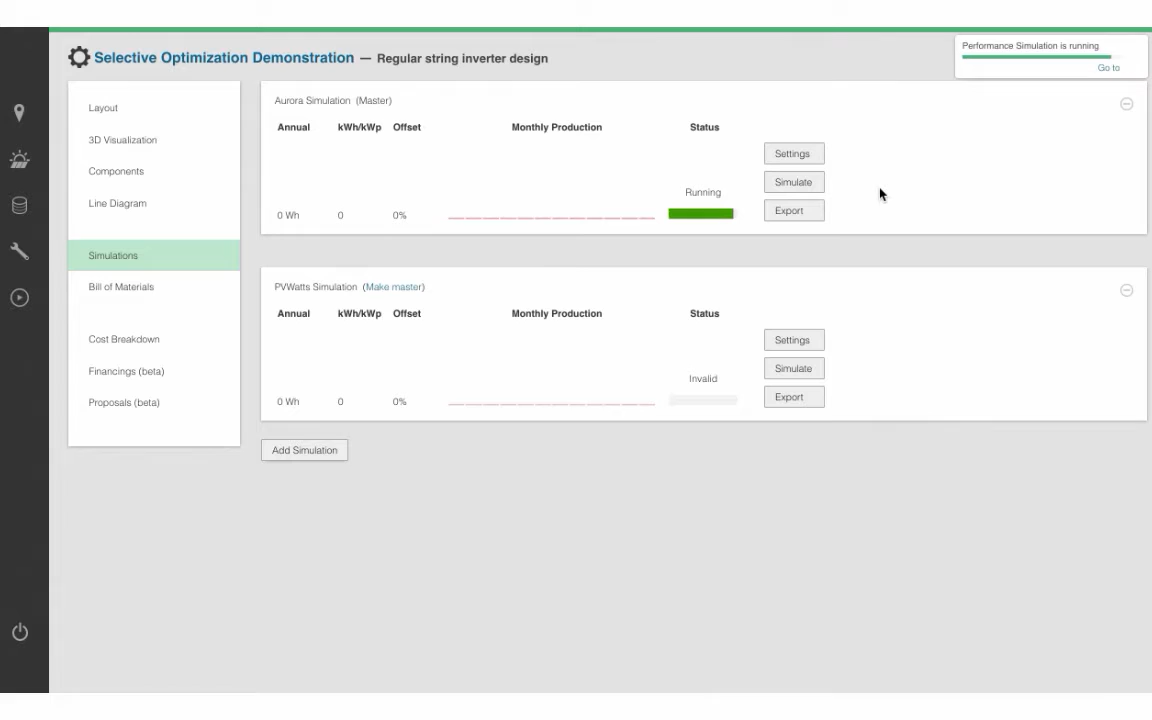 Selective Optimization Demonstration — Regular string inverter design
Performance Simulation is running
Go to
Layout
3D Visualization
Components
Line Diagram
Simulations
Bill of Materials
Cost Breakdown
Financings (beta)
Proposals (beta)
Aurora Simulation (Master)
Annual kWh/kWp Offset Monthly Production Status
Settings
Running
Simulate
0 Wh 0 0%
Export
PVWatts Simulation (Make master)
Annual kWh/kWp Offset Monthly Production Status
Settings
Invalid
Simulate
0 Wh 0 0%
Export
Add Simulation